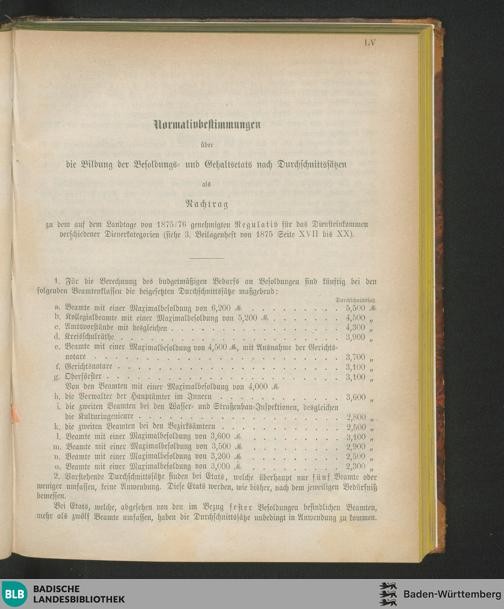 LV
Normativbestimmungen
über
die Bildung der Besoldungs- und Gehaltsetats nach Durchschnittssätzen
als
Nachtrag
zu dem auf dem Landtage von 1875/76 genehmigten Regulativ für das Diensteinkommen
verschiedener Dienerkategorien (siehe 3. Beilagenheft von 1875 Seite XVII bis XX).
1. Für die Berechnung des budgetmäßigen Bedarfs an Besoldungen sind künftig bei den
folgenden Beamtenklassen die beigesetzten Durchschnittssätze maßgebend:
Durchschnittssatz.
a. Beamte mit einer Maximalbesoldung von 6,200 ℳ . . . 5,500 ℳ
b. Kollegialbeamte mit einer Maximalbesoldung von 5,200 ℳ . . . 4,500 „
c. Amtsvorstände mit desgleichen . . . 4,300 „
d. Kreisschulräthe . . . 3,900 „
e. Beamte mit einer Maximalbesoldung von 4,500 ℳ, mit Ausnahme der Gerichts-
notare . . . 3,700 „
f. Gerichtsnotare . . . 3,100 „
g. Oberförster . . . 3,100 „
Von den Beamten mit einer Maximalbesoldung von 4,000 ℳ
h. die Verwalter der Hauptämter im Innern . . . 3,600 „
i. die zweiten Beamten bei den Wasser- und Straßenbau-Inspektionen, desgleichen
die Kulturingenieure . . . 2,800 „
k. die zweiten Beamten bei den Bezirksämtern . . . 2,500 „
l. Beamte mit einer Maximalbesoldung von 3,600 ℳ . . . 3,100 „
m. Beamte mit einer Maximalbesoldung von 3,500 ℳ . . . 2,900 „
n. Beamte mit einer Maximalbesoldung von 3,200 ℳ . . . 2,500 „
o. Beamte mit einer Maximalbesoldung von 3,000 ℳ . . . 2,300 „
2. Vorstehende Durchschnittssätze finden bei Etats, welche überhaupt nur fünf Beamte oder
weniger umfassen, keine Anwendung. Diese Etats werden, wie bisher, nach dem jeweiligen Bedürfniß
bemessen.
Bei Etats, welche, abgesehen von den im Bezug fester Besoldungen befindlichen Beamten,
mehr als zwölf Beamte umfassen, haben die Durchschnittssätze unbedingt in Anwendung zu kommen.
BLB
BADISCHE
LANDESBIBLIOTHEK
Baden-Württemberg